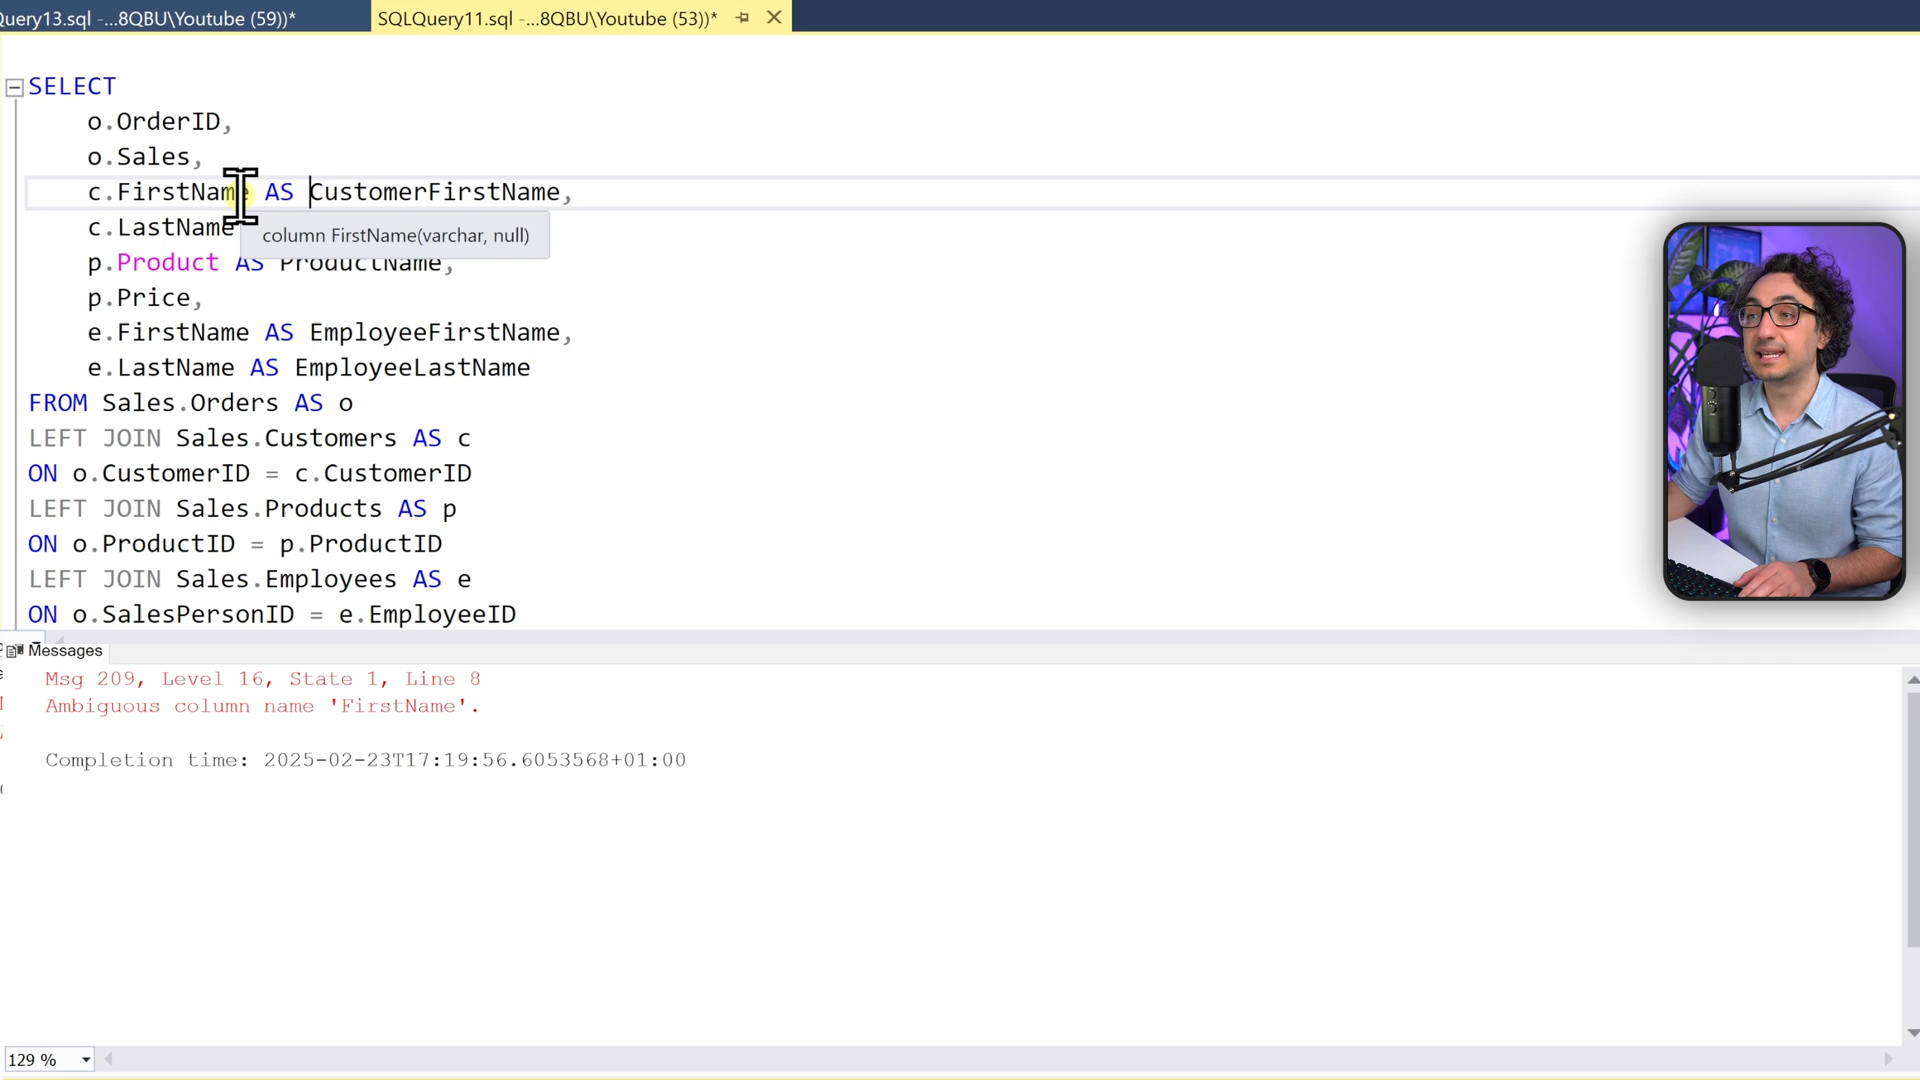 Query13.sql -...8QBU\Youtube (59))*
SQLQuery11.sql -...8QBU\Youtube (53))*
SELECT
o.OrderID,
o.Sales,
c.FirstName AS CustomerFirstName,
c.LastName
column FirstName(varchar, null)
p.Product AS ProductName,
p.Price,
e.FirstName AS EmployeeFirstName,
e.LastName AS EmployeeLastName
FROM Sales.Orders AS o
LEFT JOIN Sales.Customers AS c
ON o.CustomerID = c.CustomerID
LEFT JOIN Sales.Products AS p
ON o.ProductID = p.ProductID
LEFT JOIN Sales.Employees AS e
ON o.SalesPersonID = e.EmployeeID
Messages
Msg 209, Level 16, State 1, Line 8
Ambiguous column name 'FirstName'.
Completion time: 2025-02-23T17:19:56.6053568+01:00
129 %